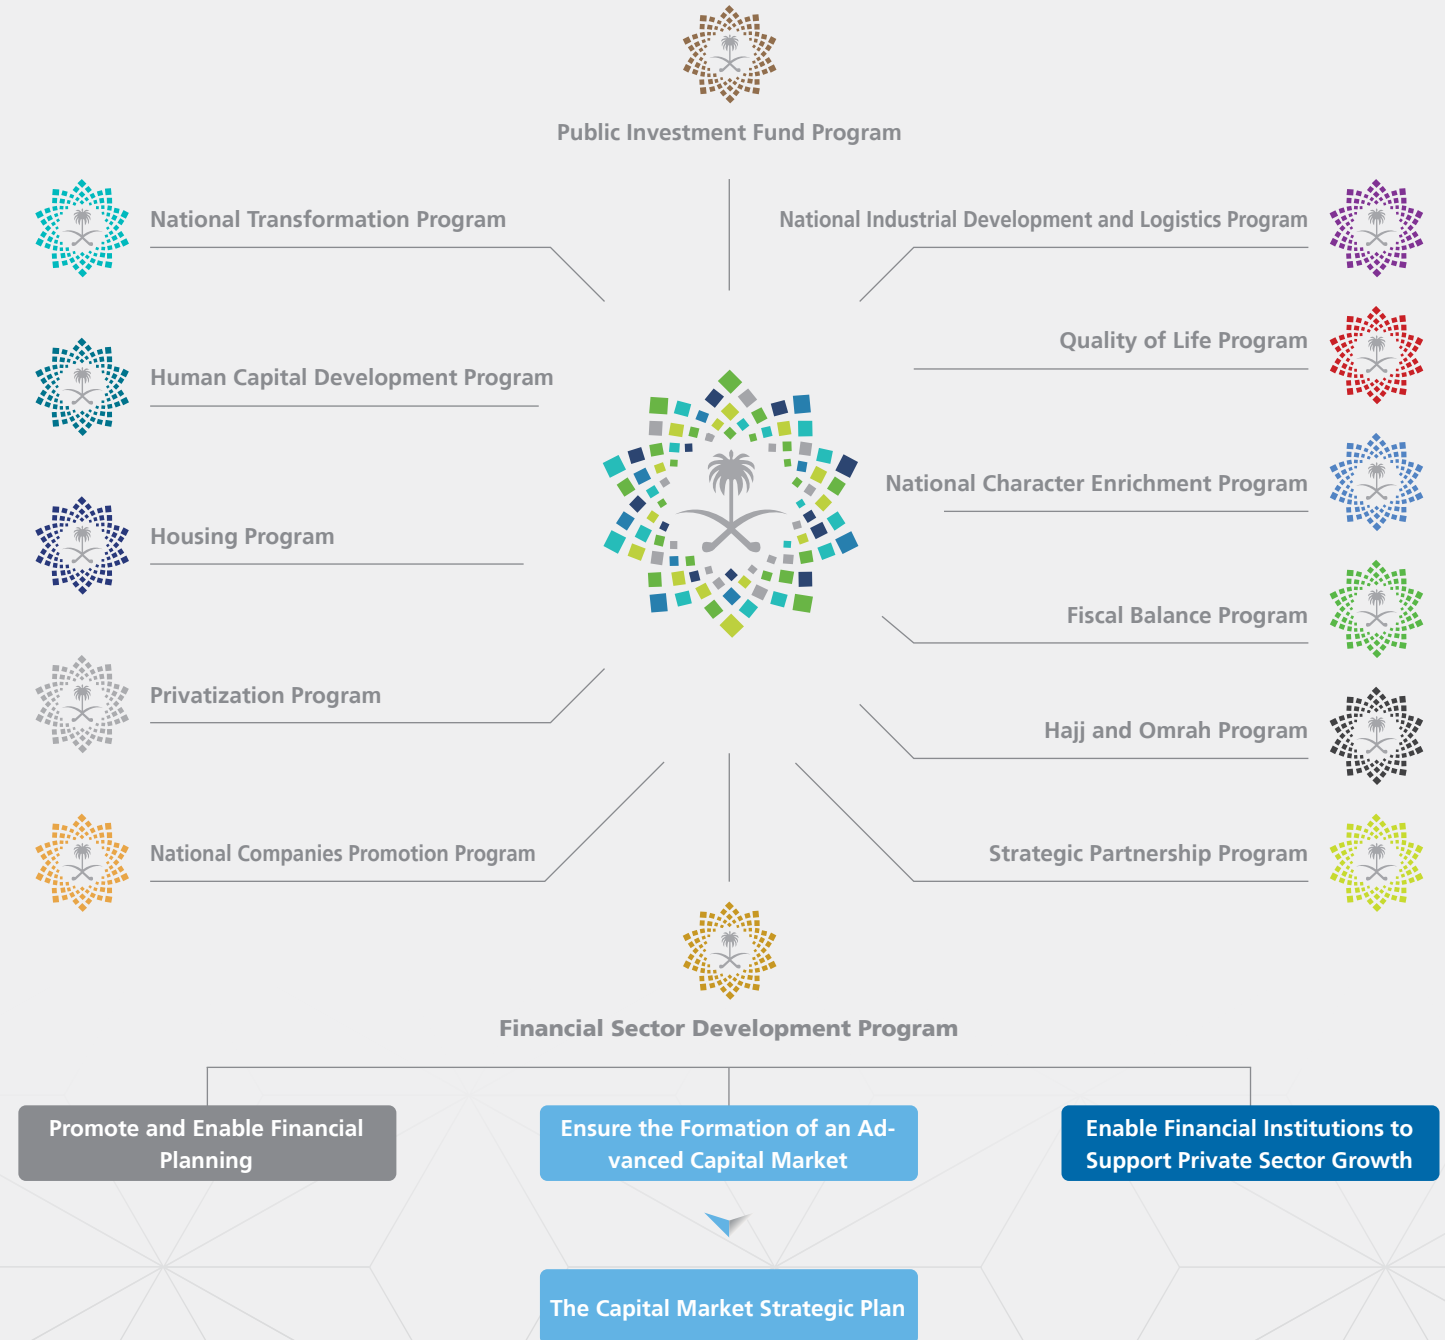 Public Investment Fund Program
National Transformation Program
National Industrial Development and Logistics Program
Quality of Life Program
Human Capital Development Program
National Character Enrichment Program
Housing Program
Fiscal Balance Program
Privatization Program
Hajj and Omrah Program
National Companies Promotion Program
Strategic Partnership Program
Financial Sector Development Program
Promote and Enable Financial
Planning
Ensure the Formation of an Ad-
vanced Capital Market
Enable Financial Institutions to
Support Private Sector Growth
The Capital Market Strategic Plan